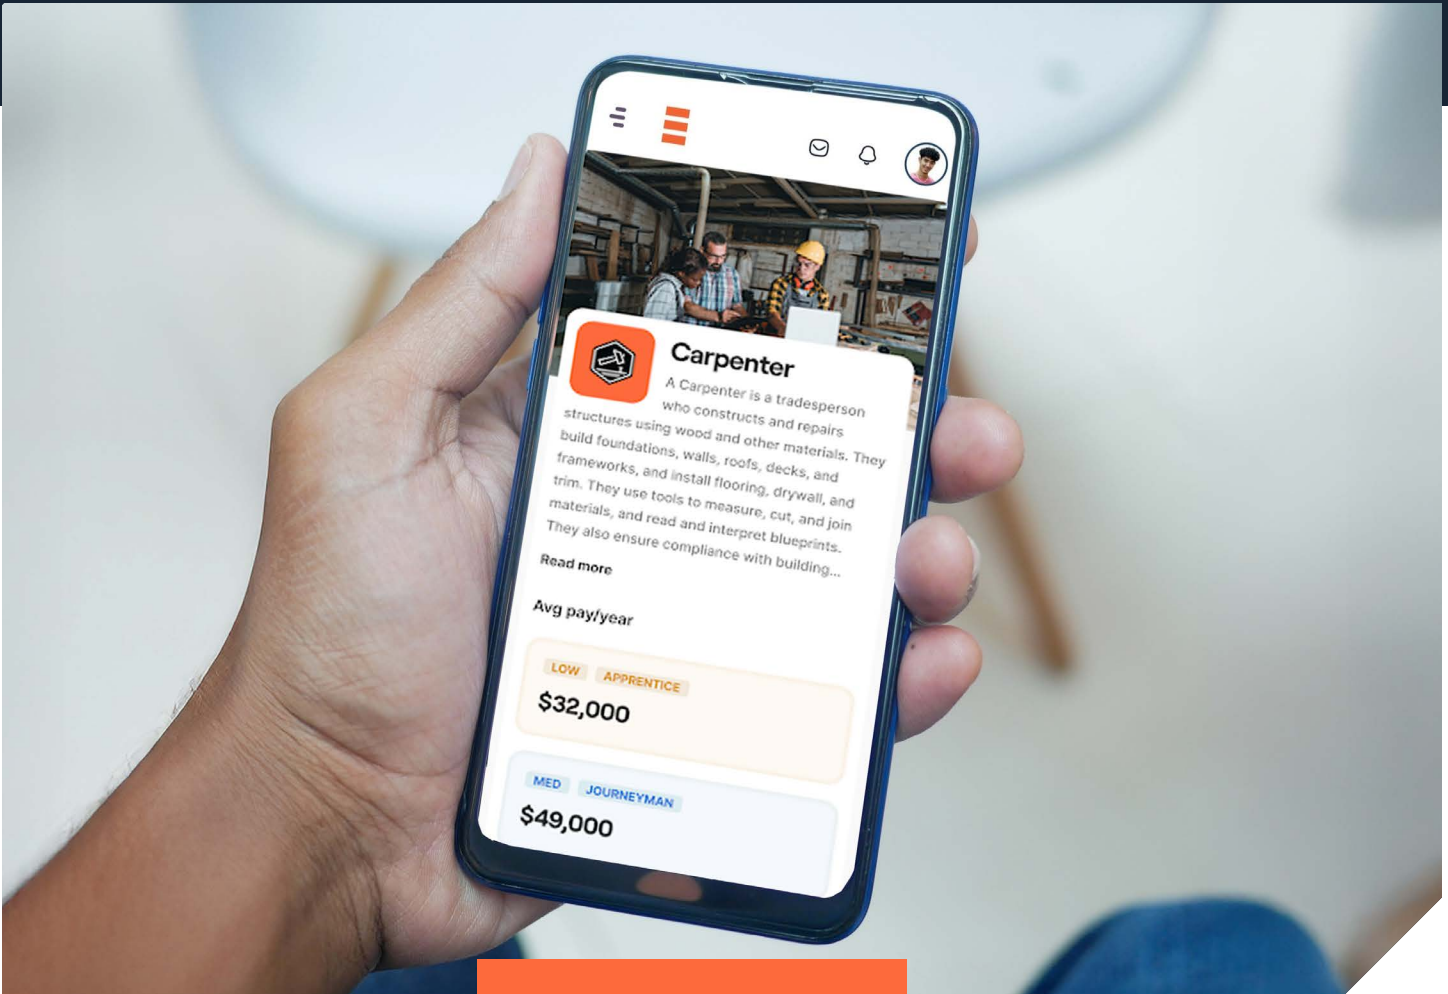 Carpenter
A Carpenter is a tradesperson
who constructs and repairs
structures using wood and other materials. They
build foundations, walls, roofs, decks, and
frameworks, and install flooring, drywall, and
trim. They use tools to measure, cut, and join
materials, and read and interpret blueprints.
They also ensure compliance with building...
Read more
Avg pay/year
LOW APPRENTICE
$32,000
MED JOURNEYMAN
$49,000